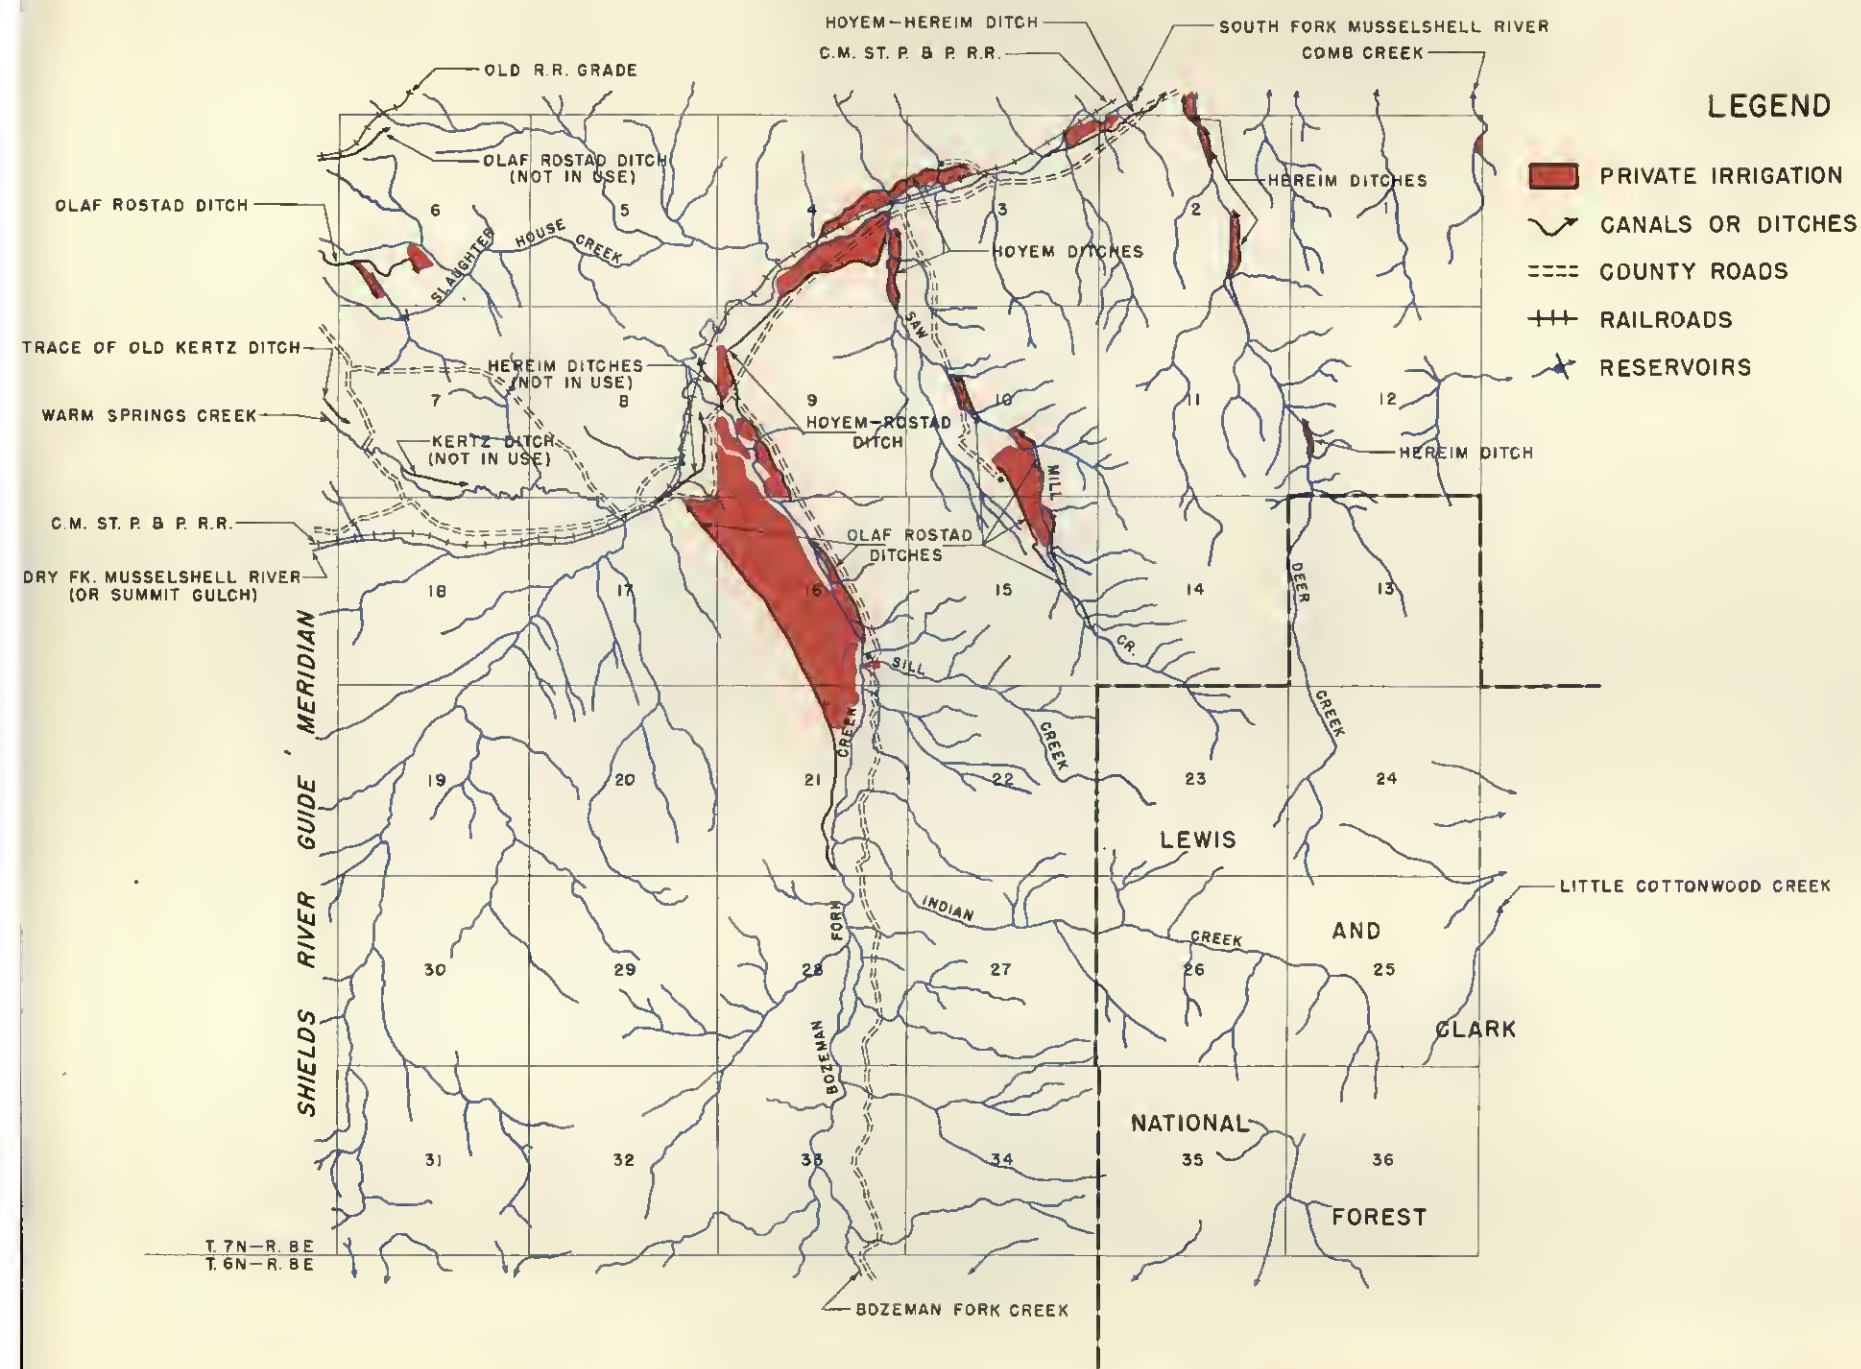 HOYEM-HEREIM DITCH
SOUTH FORK MUSSELSHELL RIVER
C.M. ST. P. & P. R.R.
COMB CREEK
OLD R.R. GRADE
LEGEND
PRIVATE IRRIGATION
CANALS OR DITCHES
COUNTY ROADS
RAILROADS
RESERVOIRS
OLAF ROSTAD DITCH
(NOT IN USE)
HEREIM DITCHES
OLAF ROSTAD DITCH
6
5
4
3
2
1
SLAUGHTER
HOUSE
CREEK
HOYEM DITCHES
SAW
TRACE OF OLD KERTZ DITCH
HEREIM DITCHES
(NOT IN USE)
7
8
9
10
11
12
WARM SPRINGS CREEK
HOYEM-ROSTAD
DITCH
KERTZ DITCH
(NOT IN USE)
HEREIM DITCH
MILL
C.M. ST. P. & P. R.R.
OLAF ROSTAD
DITCHES
DRY FK. MUSSELSHELL RIVER
(OR SUMMIT GULCH)
18
17
16
15
14
13
DEER
CR.
SILL
CREEK
CREEK
CREEK
SHIELDS RIVER GUIDE MERIDIAN
19
20
21
22
23
24
LEWIS
LITTLE COTTONWOOD CREEK
INDIAN
CREEK
FORK
AND
30
29
28
27
26
25
BOZEMAN
CLARK
NATIONAL
31
32
33
34
35
36
FOREST
T. 7N-R. 8E
T. 6N-R. 8E
BOZEMAN FORK CREEK